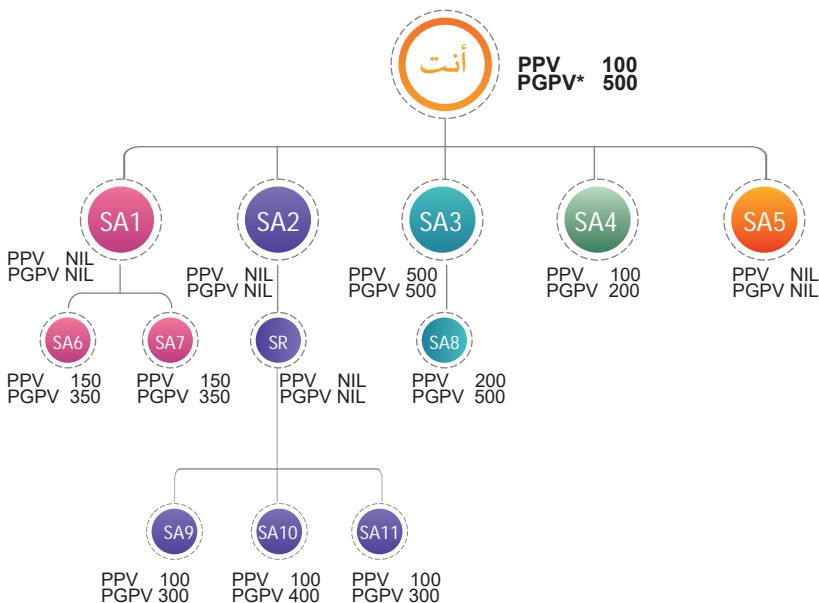 أنت
PPV 100
PGPV* 500
SA1
SA2
SA3
SA4
SA5
PPV NIL
PGPV NIL
PPV NIL
PGPV NIL
PPV 500
PGPV 500
PPV 100
PGPV 200
PPV NIL
PGPV NIL
SA6
SA7
SR
SA8
PPV 150
PGPV 350
PPV 150
PGPV 350
PPV NIL
PGPV NIL
PPV 200
PGPV 500
SA9
SA10
SA11
PPV 100
PGPV 300
PPV 100
PGPV 400
PPV 100
PGPV 300